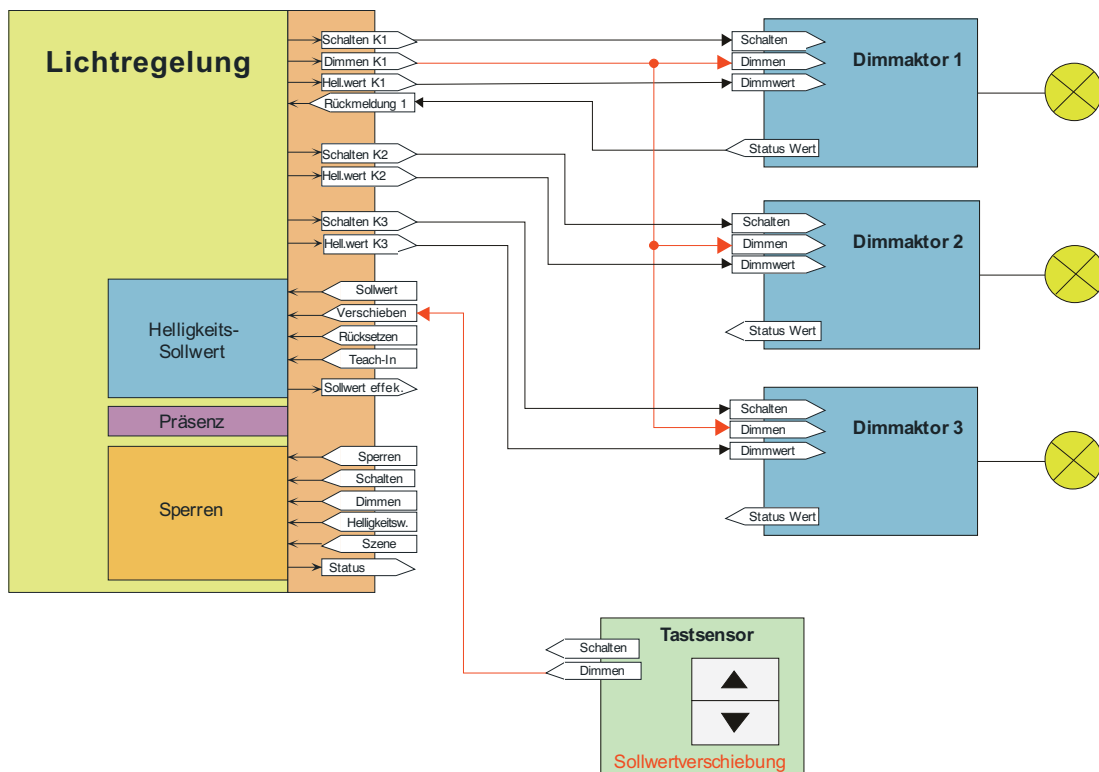 Lichtregelung
Schalten K1
Dimmen K1
Hell.wert K1
Rückmeldung 1
Schalten K2
Hell.wert K2
Schalten K3
Hell.wert K3
Helligkeits-
Sollwert
Sollwert
Verschieben
Rücksetzen
Teach-In
Sollwert effek.
Präsenz
Sperren
Sperren
Schalten
Dimmen
Helligkeitsw.
Szene
Status
Dimmaktor 1
Schalten
Dimmen
Dimmwert
Status Wert
Dimmaktor 2
Schalten
Dimmen
Dimmwert
Status Wert
Dimmaktor 3
Schalten
Dimmen
Dimmwert
Status Wert
Tastsensor
Schalten
Dimmen
Sollwertverschiebung